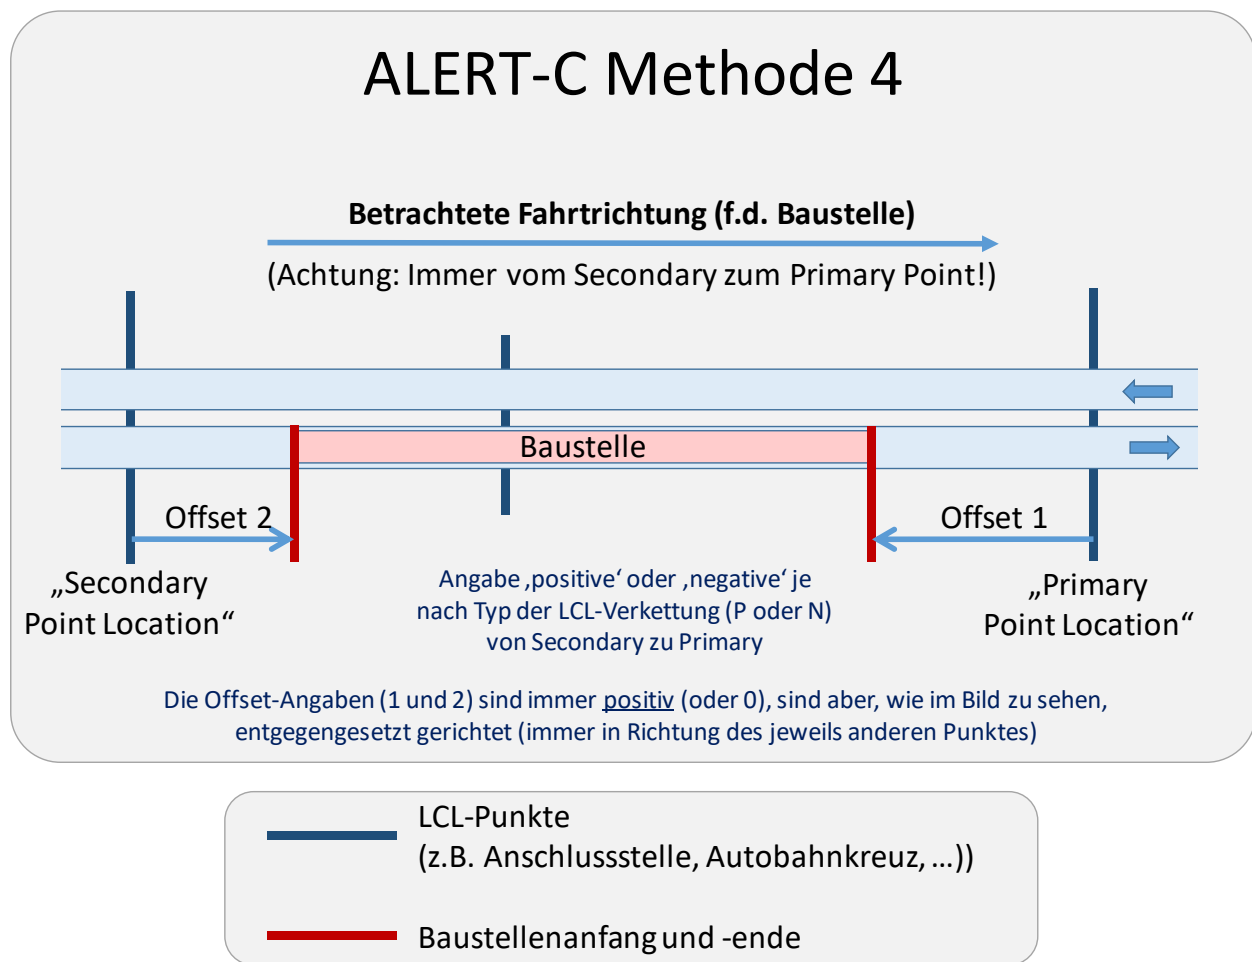 ALERT-C Methode 4
Betrachtete Fahrtrichtung (f.d. Baustelle)
(Achtung: Immer vom Secondary zum Primary Point!)
Baustelle
Offset 2
Offset 1
„Secondary
Point Location“
Angabe ‚positive‘ oder ‚negative‘ je
nach Typ der LCL-Verkettung (P oder N)
von Secondary zu Primary
„Primary
Point Location“
Die Offset-Angaben (1 und 2) sind immer positiv (oder 0), sind aber, wie im Bild zu sehen,
entgegengesetzt gerichtet (immer in Richtung des jeweils anderen Punktes)
LCL-Punkte
(z.B. Anschlussstelle, Autobahnkreuz, ...))
Baustellenanfang und -ende